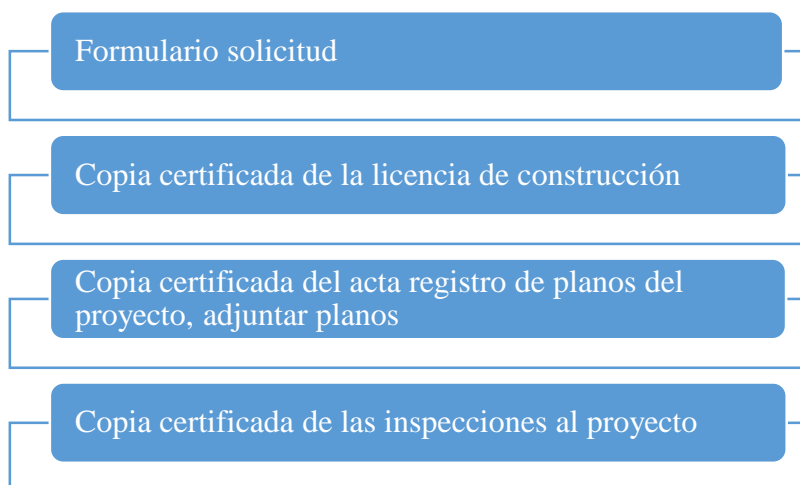 Formulario solicitud
Copia certificada de la licencia de construcción
Copia certificada del acta registro de planos del
proyecto, adjuntar planos
Copia certificada de las inspecciones al proyecto